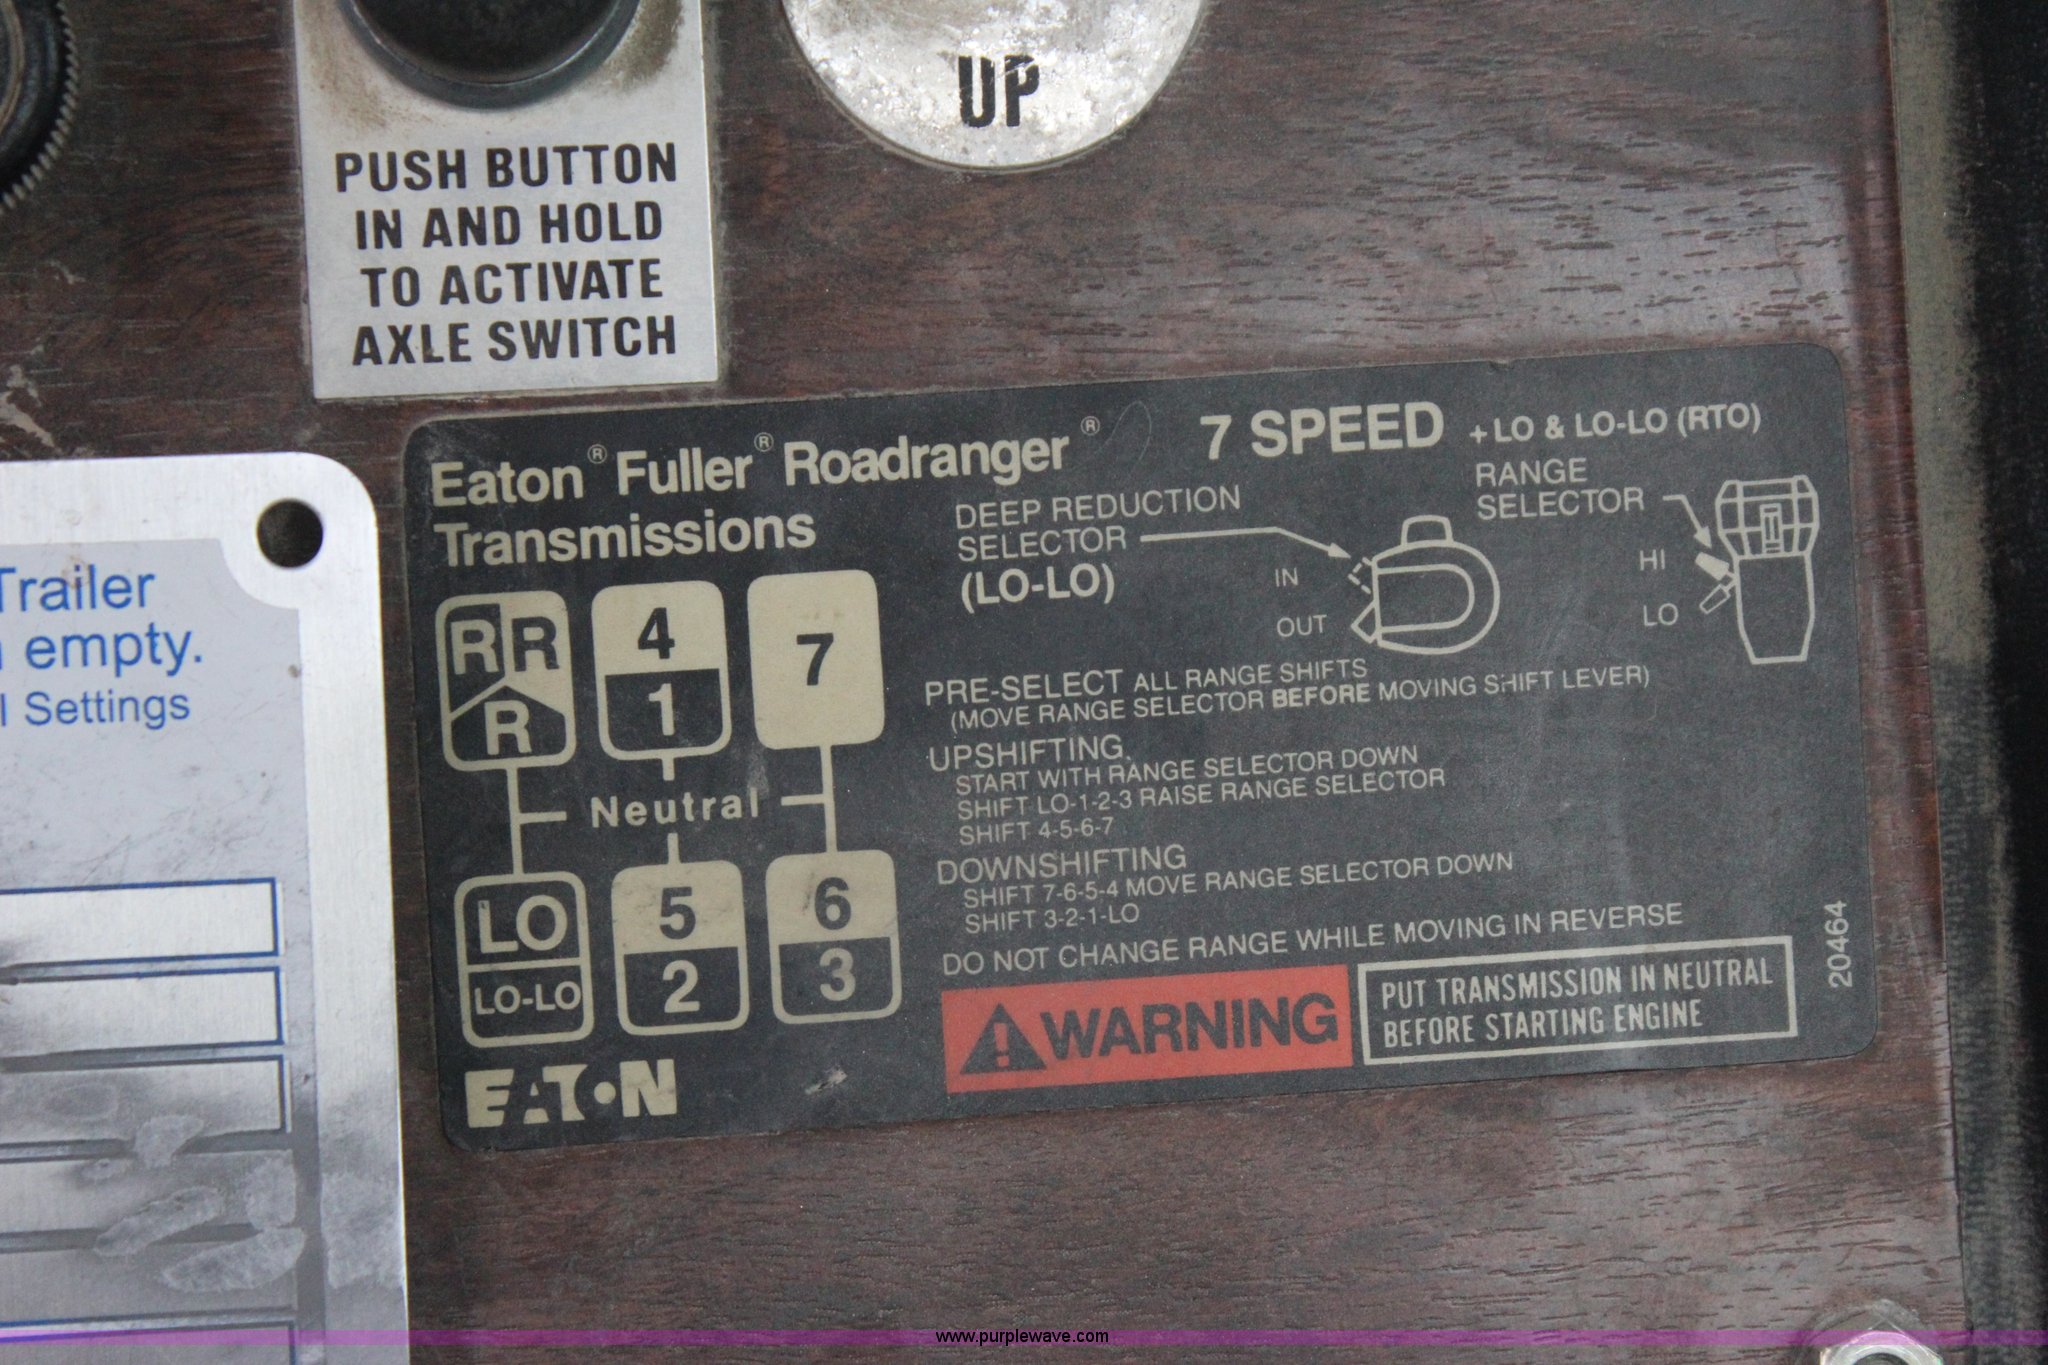 UP
PUSH BUTTON
IN AND HOLD
TO ACTIVATE
AXLE SWITCH
Trailer
empty.
Settings
Eaton® Fuller® Roadranger®
Transmissions
7 SPEED +LO & LO-LO (RTO)
DEEP REDUCTION
SELECTOR
(LO-LO)
IN
OUT
RANGE
SELECTOR
HI
LO
R R
R
4
1
7
Neutral
LO
LO-LO
5
2
6
3
EATON
PRE-SELECT ALL RANGE SHIFTS
(MOVE RANGE SELECTOR BEFORE MOVING SHIFT LEVER)
UPSHIFTING
START WITH RANGE SELECTOR DOWN
SHIFT LO-1-2-3 RAISE RANGE SELECTOR
SHIFT 4-5-6-7
DOWNSHIFTING
SHIFT 7-6-5-4 MOVE RANGE SELECTOR DOWN
SHIFT 3-2-1-LO
DO NOT CHANGE RANGE WHILE MOVING IN REVERSE
WARNING
PUT TRANSMISSION IN NEUTRAL
BEFORE STARTING ENGINE
20464
www.purplewave.com